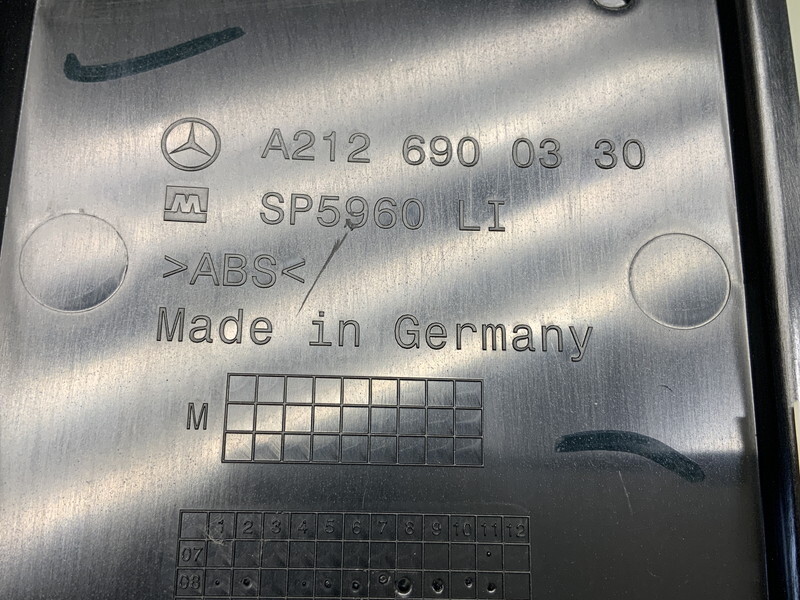 A212 690 03 30
M SP5960 LI
>ABS<
Made in Germany
M
1 2 3 4 5 6 7 8 9 10 11 12
07
08